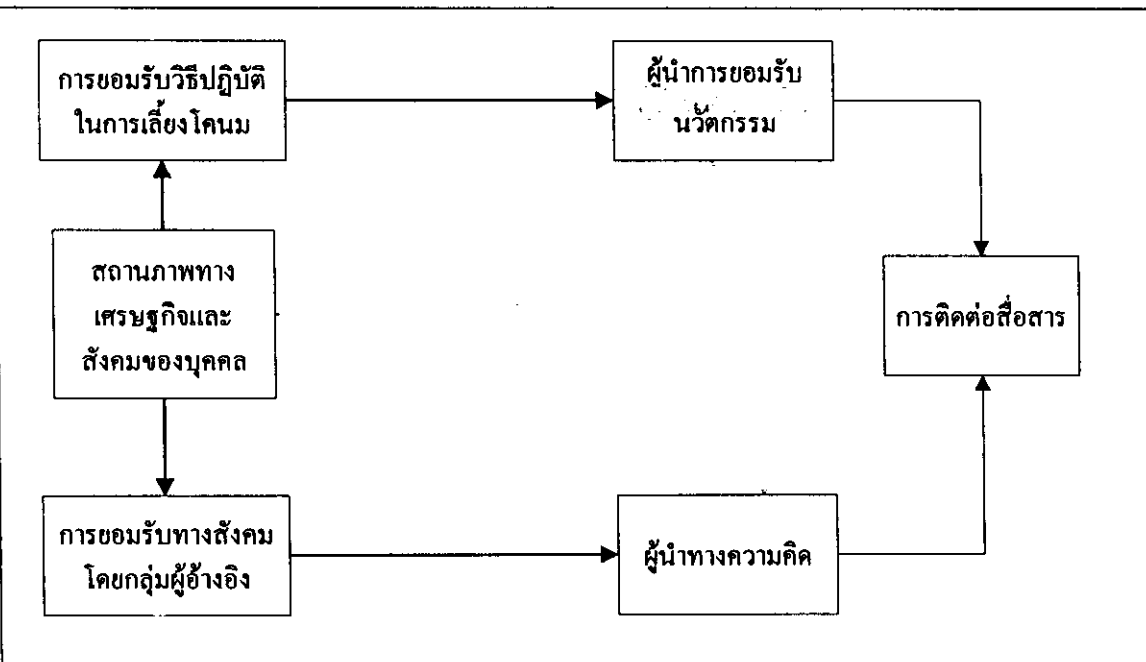 การยอมรับวิธีปฏิบัติ
ในการเลี้ยงโคนม
ผู้นำการยอมรับ
นวัตกรรม
สถานภาพทาง
เศรษฐกิจและ
สังคมของบุคคล
การติดต่อสื่อสาร
การยอมรับทางสังคม
โดยกลุ่มผู้อ้างอิง
ผู้นำทางความคิด